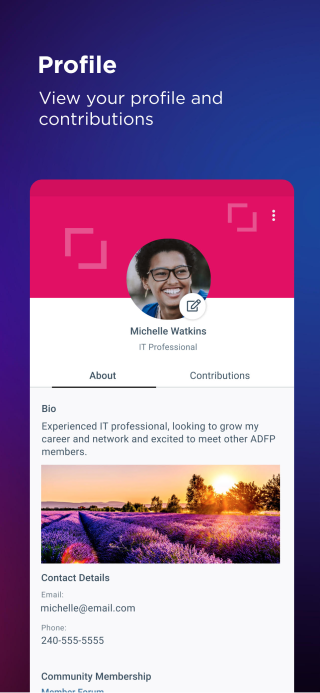 Profile
View your profile and
contributions
Michelle Watkins
IT Professional
About Contributions
Bio
Experienced IT professional, looking to grow my
career and network and excited to meet other ADFP
members.
Contact Details
Email:
michelle@email.com
Phone:
240-555-5555
Community Membership
Member Forum